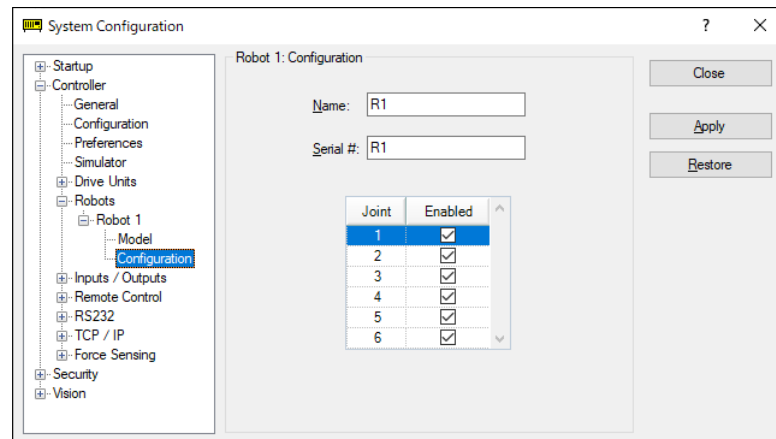 System Configuration
?
Startup
Controller
General
Configuration
Preferences
Simulator
Drive Units
Robots
Robot 1
Model
Configuration
Inputs / Outputs
Remote Control
RS232
TCP / IP
Force Sensing
Security
Vision
Robot 1: Configuration
Name: R1
Serial #: R1
Joint Enabled
1
2
3
4
5
6
Close
Apply
Restore